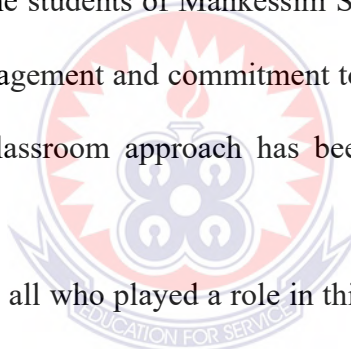 e students of Mankessim S
agement and commitment to
lassroom approach has bee
all who played a role in thi
EDUCATION FOR SERVICE